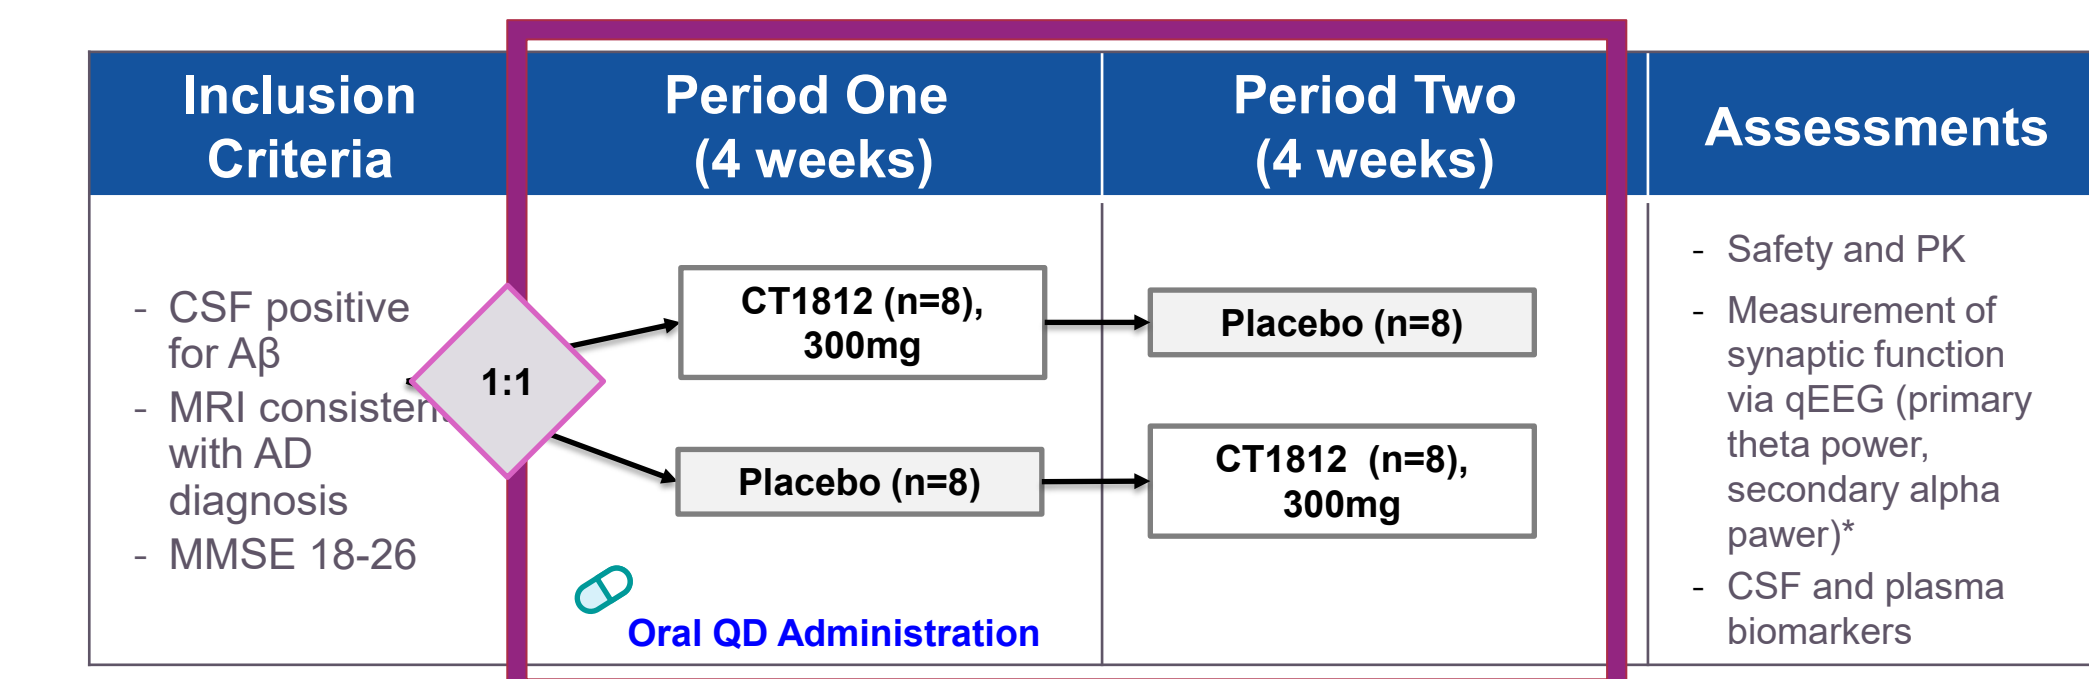 Inclusion
Criteria
Period One
(4 weeks)
Period Two
(4 weeks)
Assessments
- CSF positive
for Aβ
- MRI consistent
with AD
diagnosis
- MMSE 18-26
1:1
CT1812 (n=8),
300mg
Placebo (n=8)
Placebo (n=8)
CT1812 (n=8),
300mg
Oral QD Administration
- Safety and PK
- Measurement of
synaptic function
via qEEG (primary
theta power,
secondary alpha
pawer)*
- CSF and plasma
biomarkers